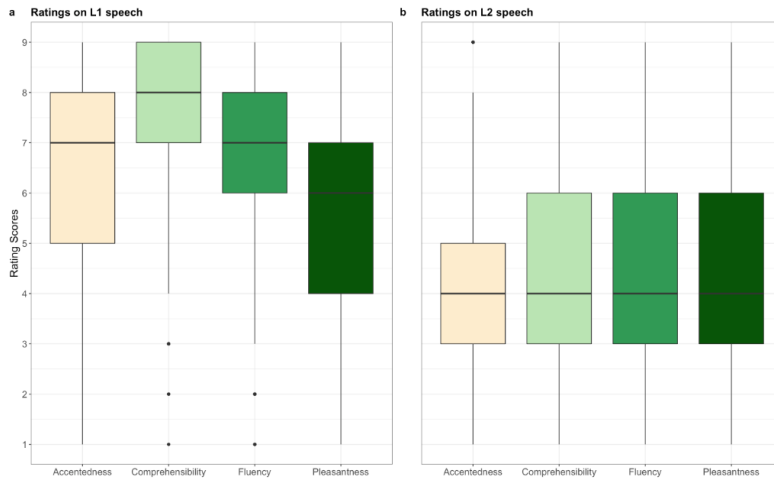 a Ratings on L1 speech
9
8
7
6
5
4
3
2
1
Rating Scores
Accentedness Comprehensibility Fluency Pleasantness
b Ratings on L2 speech
Accentedness Comprehensibility Fluency Pleasantness